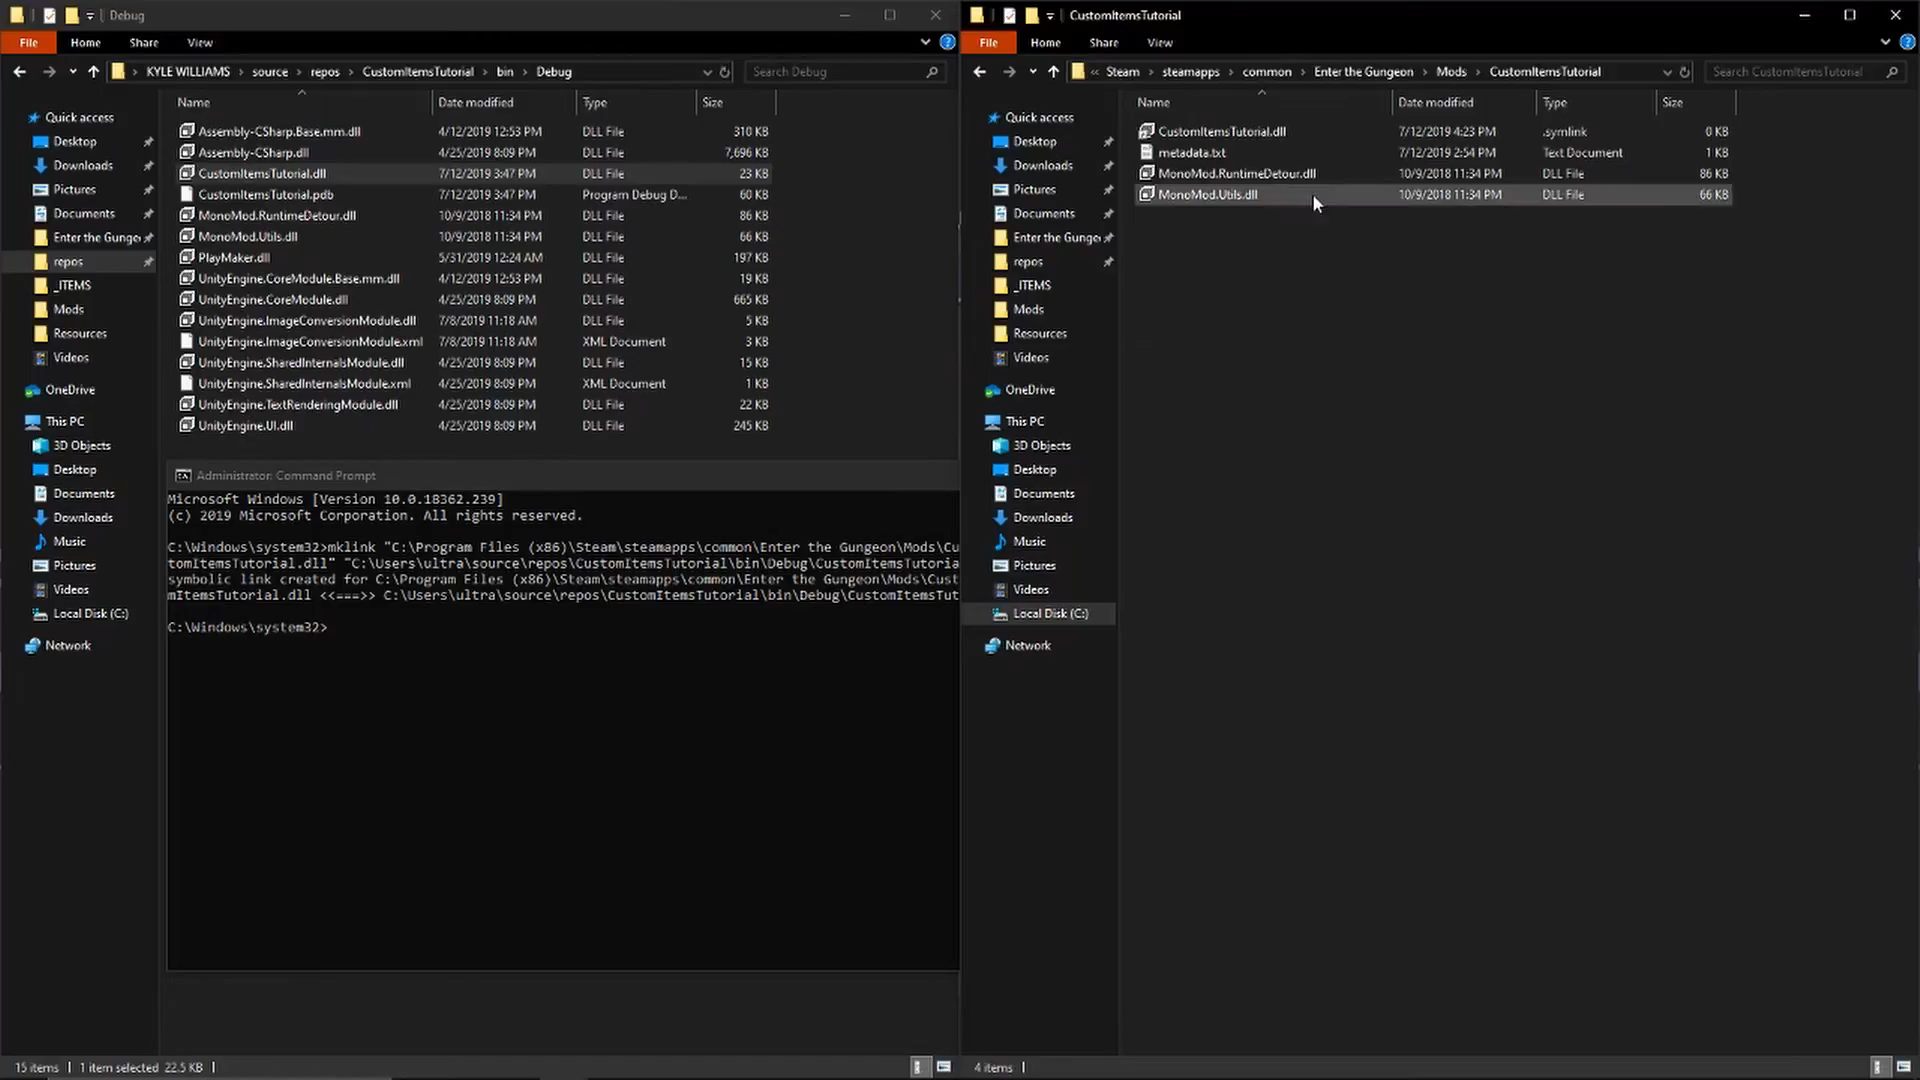 Debug
File Home Share View
KYLE WILLIAMS › source › repos › CustomItemsTutorial › bin › Debug
Search Debug
Quick access
Desktop
Downloads
Pictures
Documents
Enter the Gunge
repos
_ITEMS
Mods
Resources
Videos
OneDrive
This PC
3D Objects
Desktop
Documents
Downloads
Music
Pictures
Videos
Local Disk (C:)
Network
Name Date modified Type Size
Assembly-CSharp.Base.mm.dll 4/12/2019 12:53 PM DLL File 310 KB
Assembly-CSharp.dll 4/25/2019 8:09 PM DLL File 7,696 KB
CustomItemsTutorial.dll 7/12/2019 3:47 PM DLL File 23 KB
CustomItemsTutorial.pdb 7/12/2019 3:47 PM Program Debug D... 60 KB
MonoMod.RuntimeDetour.dll 10/9/2018 11:34 PM DLL File 86 KB
MonoMod.Utils.dll 10/9/2018 11:34 PM DLL File 66 KB
PlayMaker.dll 5/31/2019 12:24 AM DLL File 197 KB
UnityEngine.CoreModule.Base.mm.dll 4/12/2019 12:53 PM DLL File 19 KB
UnityEngine.CoreModule.dll 4/25/2019 8:09 PM DLL File 665 KB
UnityEngine.ImageConversionModule.dll 7/8/2019 11:18 AM DLL File 5 KB
UnityEngine.ImageConversionModule.xml 7/8/2019 11:18 AM XML Document 3 KB
UnityEngine.SharedInternalsModule.dll 4/25/2019 8:09 PM DLL File 15 KB
UnityEngine.SharedInternalsModule.xml 4/25/2019 8:09 PM XML Document 1 KB
UnityEngine.TextRenderingModule.dll 4/25/2019 8:09 PM DLL File 22 KB
UnityEngine.UI.dll 4/25/2019 8:09 PM DLL File 245 KB
Administrator: Command Prompt
Microsoft Windows [Version 10.0.18362.239]
(c) 2019 Microsoft Corporation. All rights reserved.
C:\Windows\system32>mklink "C:\Program Files (x86)\Steam\steamapps\common\Enter the Gungeon\Mods\Cu
tomItemsTutorial.dll" "C:\Users\ultra\source\repos\CustomItemsTutorial\bin\Debug\CustomItemsTutoria
symbolic link created for C:\Program Files (x86)\Steam\steamapps\common\Enter the Gungeon\Mods\Cust
mItemsTutorial.dll <<===>> C:\Users\ultra\source\repos\CustomItemsTutorial\bin\Debug\CustomItemsTut
C:\Windows\system32>
15 items 1 item selected 22.5 KB
CustomItemsTutorial
File Home Share View
« Steam › steamapps › common › Enter the Gungeon › Mods › CustomItemsTutorial
Search CustomItemsTutorial
Quick access
Desktop
Downloads
Pictures
Documents
Enter the Gunge
repos
_ITEMS
Mods
Resources
Videos
OneDrive
This PC
3D Objects
Desktop
Documents
Downloads
Music
Pictures
Videos
Local Disk (C:)
Network
Name Date modified Type Size
CustomItemsTutorial.dll 7/12/2019 4:23 PM .symlink 0 KB
metadata.txt 7/12/2019 2:54 PM Text Document 1 KB
MonoMod.RuntimeDetour.dll 10/9/2018 11:34 PM DLL File 86 KB
MonoMod.Utils.dll 10/9/2018 11:34 PM DLL File 66 KB
4 items